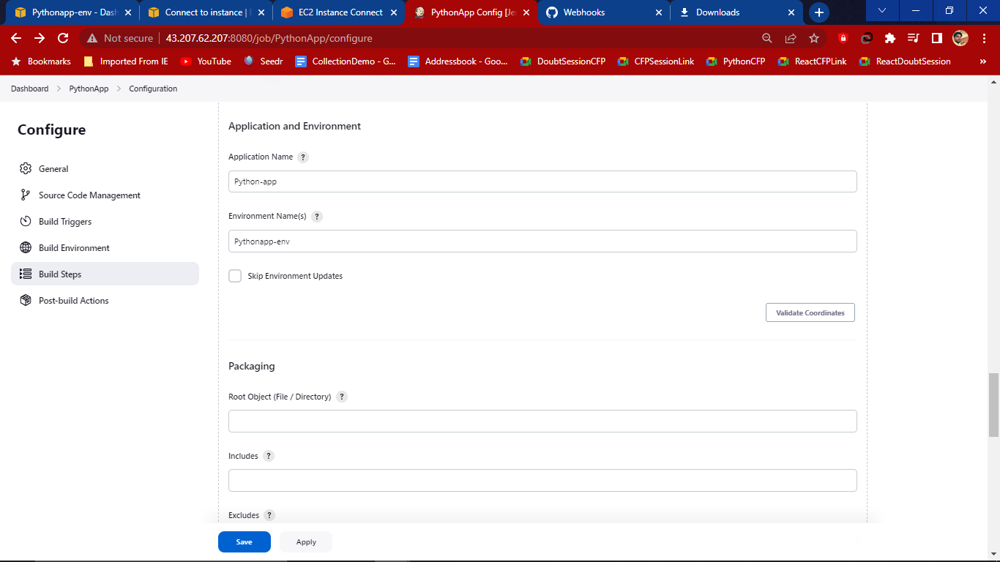 Pythonapp-env - Dash
Connect to instance | E
EC2 Instance Connect
PythonApp Config [Je
Webhooks
Downloads
Not secure
43.207.62.207:8080/job/PythonApp/configure
Bookmarks
Imported From IE
YouTube
Seedr
CollectionDemo - G...
Addressbook - Goo...
DoubtSessionCFP
CFPSessionLink
PythonCFP
ReactCFPLink
ReactDoubtSession
»
Dashboard > PythonApp > Configuration
Configure
General
Source Code Management
Build Triggers
Build Environment
Build Steps
Post-build Actions
Application and Environment
Application Name ?
Python-app
Environment Name(s) ?
Pythonapp-env
Skip Environment Updates
Validate Coordinates
Packaging
Root Object (File / Directory) ?
Includes ?
Excludes ?
Save
Apply